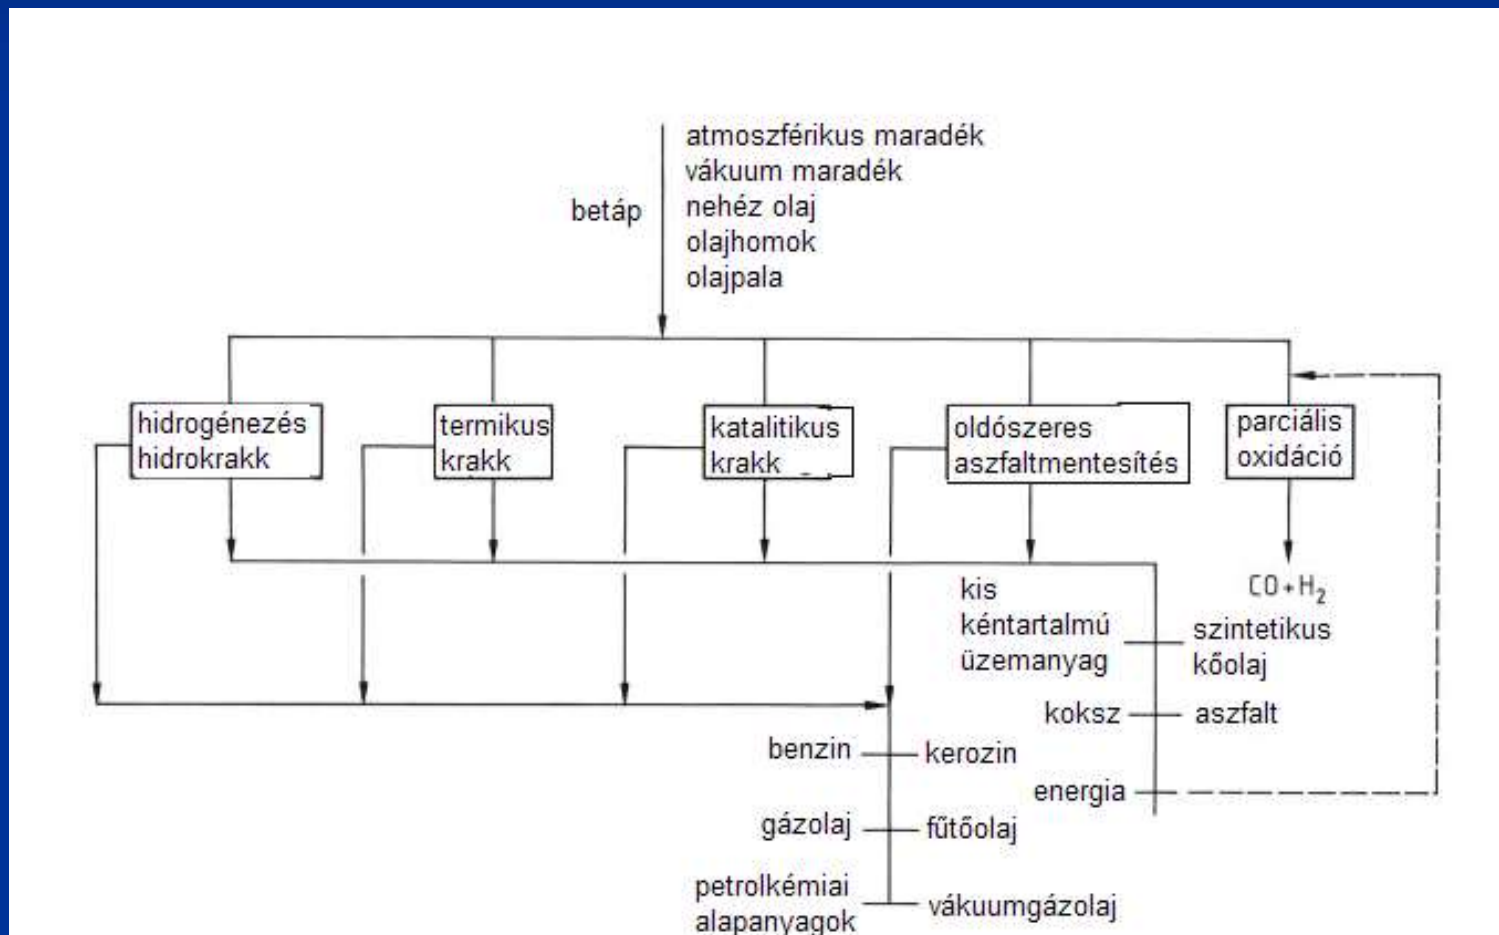 atmoszférikus maradék
vákuum maradék
betáp
nehéz olaj
olajhomok
olajpala
hidrogénezés
hidrokrakk
termikus
krakk
katalitikus
krakk
oldószeres
aszfaltmentesítés
parciális
oxidáció
CO+H₂
kis
kéntartalmú
üzemanyag
szintetikus
kőolaj
koksz
aszfalt
energia
benzin
kerozin
gázolaj
fűtőolaj
petrolkémiai
alapanyagok
vákuumgázolaj